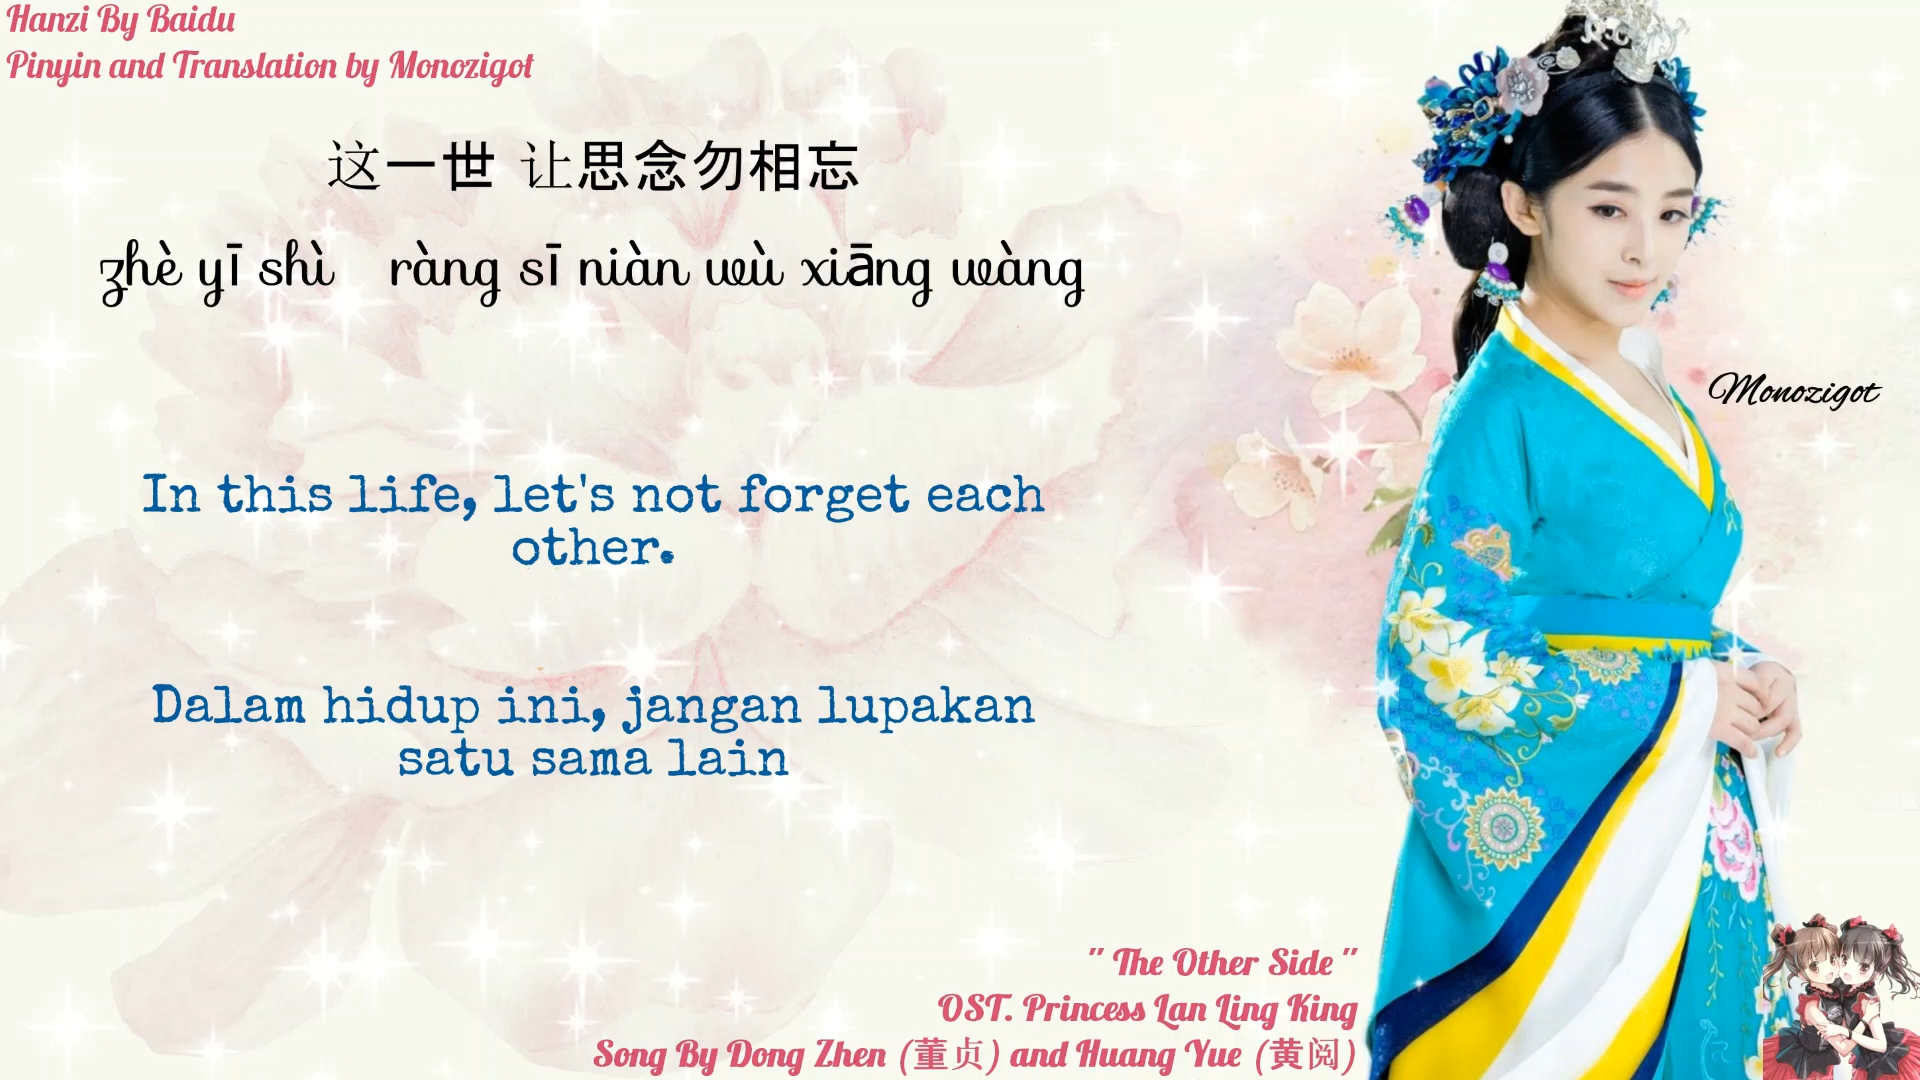 Hanzi By Baidu
Pinyin and Translation by Monozigot
这一世 让思念勿相忘
zhè yī shì ràng sī niàn wù xiāng wàng
Monozigot
In this life, let's not forget each
other.
Dalam hidup ini, jangan lupakan
satu sama lain
" The Other Side "
OST. Princess Lan Ling King
Song By Dong Zhen (董贞) and Huang Yue (黄阅)